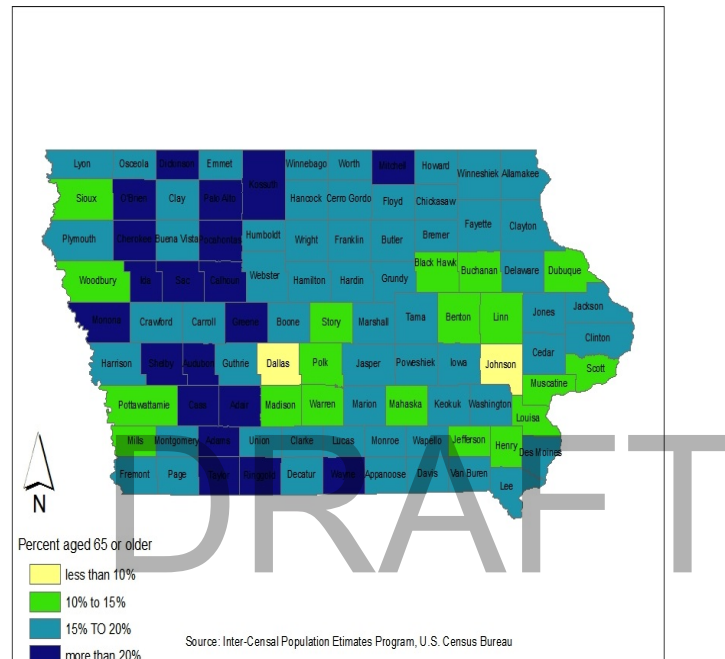 Lyon Osceola Dickinson Emmet Winnebago Worth Mitchell Howard Winneshiek Allamakee
Kossuth
Sioux O'Brien Clay Palo Alto Hancock Cerro Gordo Floyd Chickasaw
Fayette Clayton
Plymouth Cherokee Buena Vista Pocahontas Humboldt Wright Franklin Butler Bremer
Black Hawk Buchanan Delaware Dubuque
Woodbury Ida Sac Calhoun Webster Hamilton Hardin Grundy
Jones Jackson
Monona Crawford Carroll Greene Boone Story Marshall Tama Benton Linn
Clinton
Cedar
Harrison Shelby Audubon Guthrie Dallas Polk Jasper Poweshiek Iowa Johnson Scott
Muscatine
Pottawattamie Cass Adair Madison Warren Marion Mahaska Keokuk Washington
Louisa
Mills Montgomery Adams Union Clarke Lucas Monroe Wapello Jefferson Henry
Des Moines
Fremont Page Taylor Ringgold Decatur Wayne Appanoose Davis Van Buren
Lee
DRAFT
N
Percent aged 65 or older
less than 10%
10% to 15%
15% TO 20%
more than 20%
Source: Inter-Censal Population Etimates Program, U.S. Census Bureau